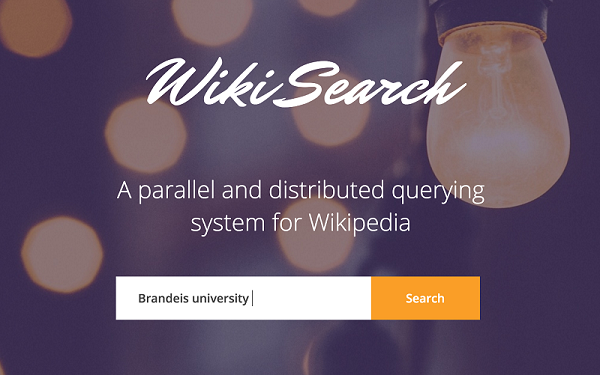 WikiSearch
A parallel and distributed querying
system for Wikipedia
Brandeis university
Search